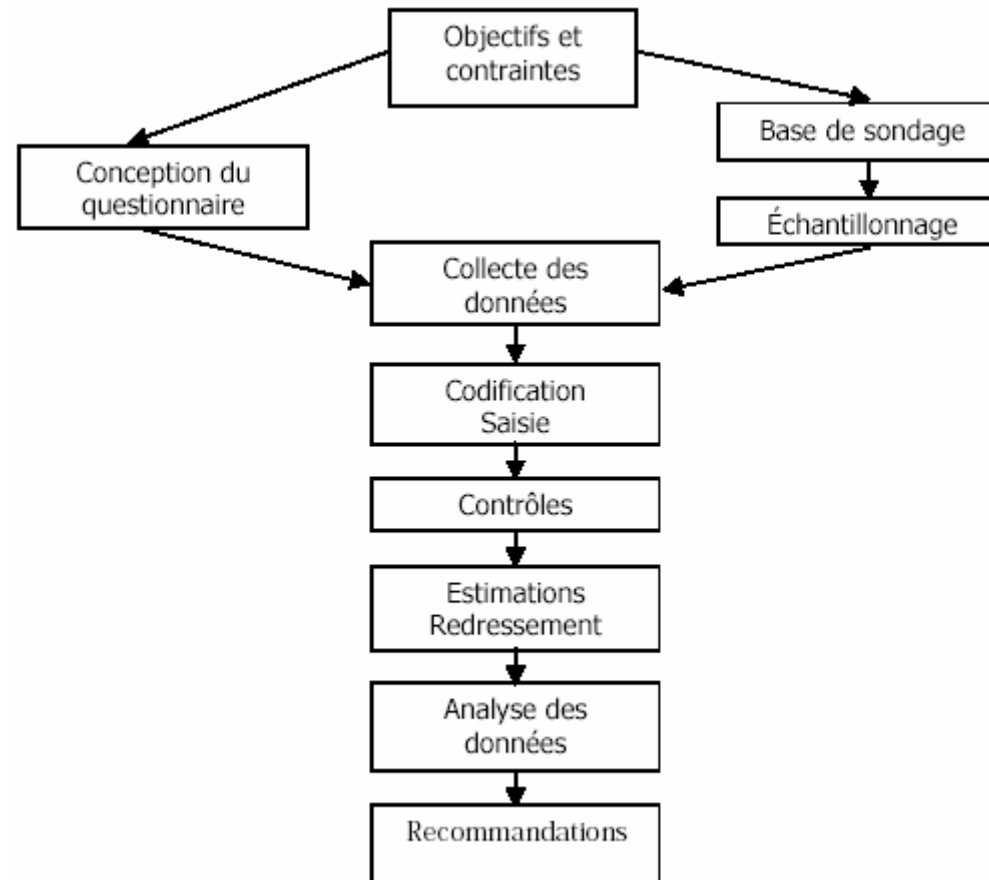 Objectifs et
contraintes
Base de sondage
Conception du
questionnaire
Échantillonnage
Collecte des
données
Codification
Saisie
Contrôles
Estimations
Redressement
Analyse des
données
Recommandations